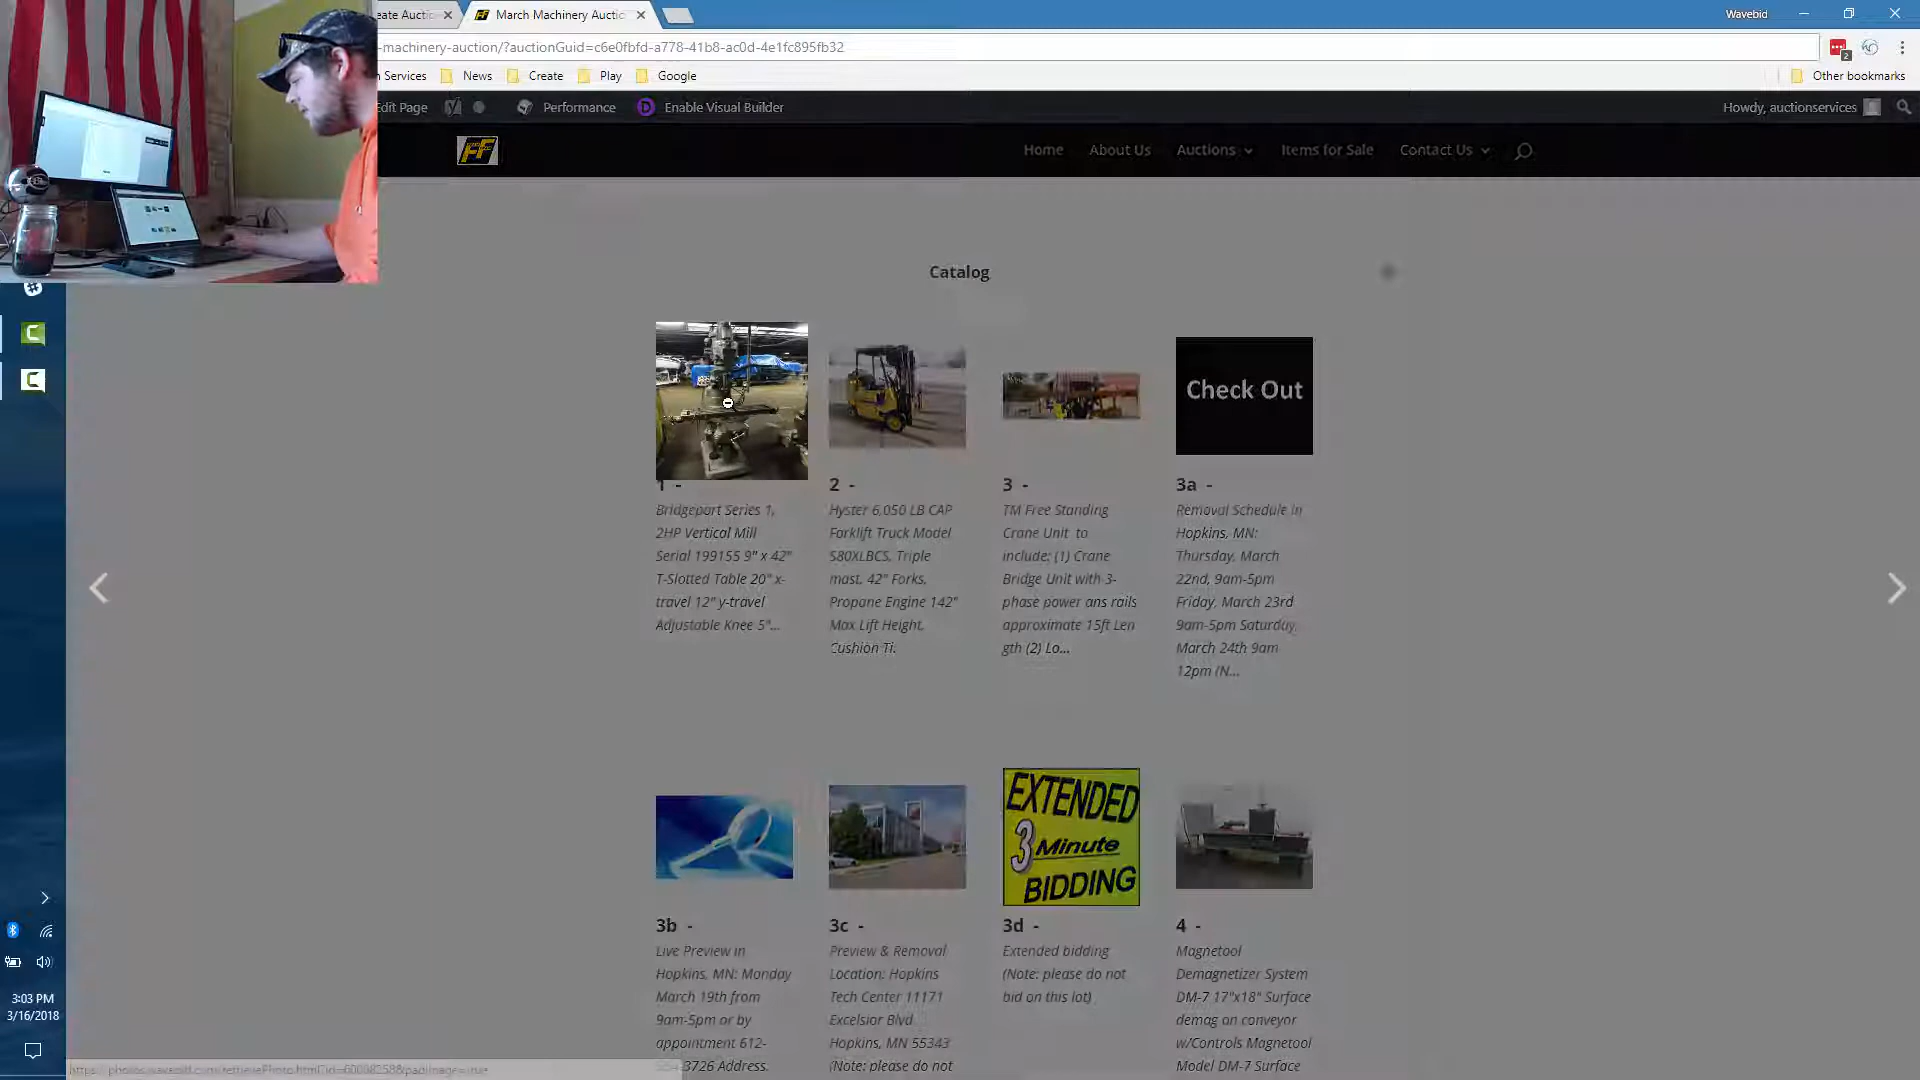 eate Auctio
March Machinery Auctio
Wavebid
-machinery-auction/?auctionGuid=c6e0fbfd-a778-41b8-ac0d-4e1fc895fb32
2
n Services
News
Create
Play
Google
Other bookmarks
dit Page
Performance
Enable Visual Builder
Howdy, auctionservices
FF
Home
About Us
Auctions
Items for Sale
Contact Us
Catalog
Check Out
1 -
Bridgeport Series 1,
2HP Vertical Mill
Serial 199155 9" x 42"
T-Slotted Table 20" x-
travel 12" y-travel
Adjustable Knee 5"...
2 -
Hyster 6,050 LB CAP
Forklift Truck Model
S80XLBCS, Triple
mast, 42" Forks,
Propane Engine 142"
Max Lift Height,
Cushion Ti.
3 -
TM Free Standing
Crane Unit to
include; (1) Crane
Bridge Unit with 3-
phase power ans rails
approximate 15ft Len
gth (2) Lo...
3a -
Removal Schedule in
Hopkins, MN:
Thursday, March
22nd, 9am-5pm
Friday, March 23rd
9am-5pm Saturday,
March 24th 9am
12pm (N...
EXTENDED
3 Minute
BIDDING
3b -
Live Preview in
Hopkins, MN: Monday
March 19th from
9am-5pm or by
appointment 612-
3726 Address.
3c -
Preview & Removal
Location: Hopkins
Tech Center 11171
Excelsior Blvd
Hopkins, MN 55343
(Note: please do not
3d -
Extended bidding
(Note: please do not
bid on this lot)
4 -
Magnetool
Demagnetizer System
DM-7 17"x18" Surface
demag on conveyor
w/Controls Magnetool
Model DM-7 Surface
3:03 PM
3/16/2018